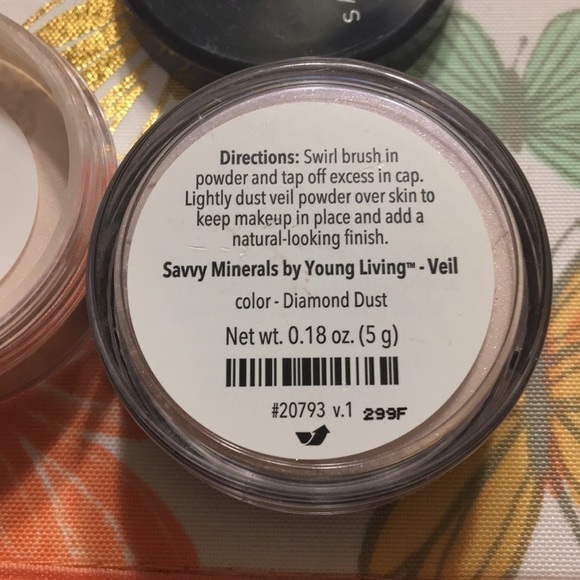 S
Directions: Swirl brush in
powder and tap off excess in cap.
Lightly dust veil powder over skin to
keep makeup in place and add a
natural-looking finish.
Savvy Minerals by Young Living™ - Veil
color - Diamond Dust
Net wt. 0.18 oz. (5 g)
#20793 v.1 299F